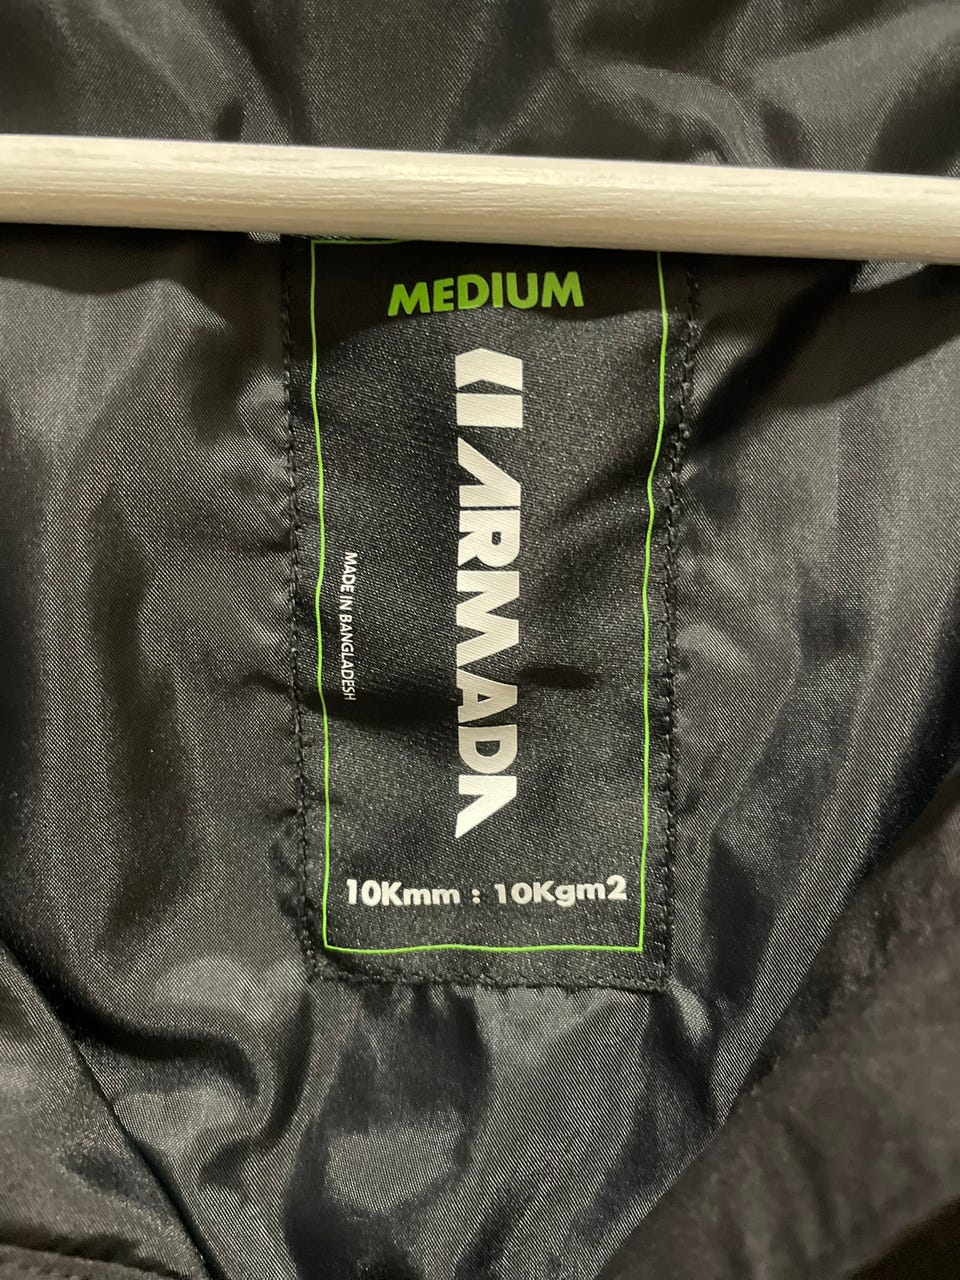 MEDIUM
ARMADA
MADE IN BANGLADESH
10Kmm : 10Kgm2